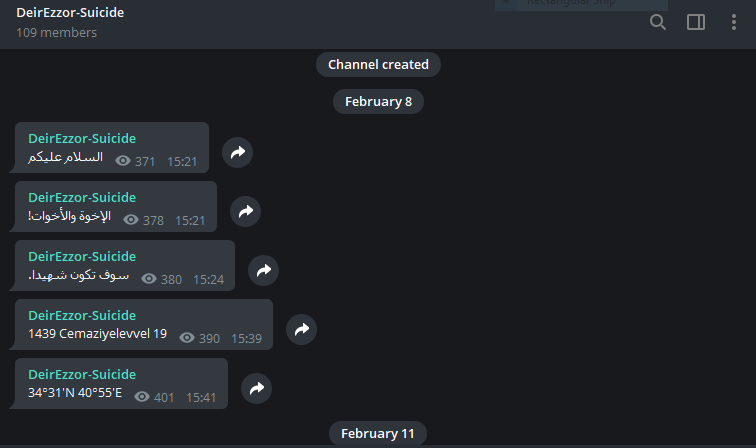 DeirEzzor-Suicide
109 members
Channel created
February 8
DeirEzzor-Suicide
السلام عليكم
371 15:21
DeirEzzor-Suicide
الإخوة والأخوات!
378 15:21
DeirEzzor-Suicide
سوف تكون شهيدا.
380 15:24
DeirEzzor-Suicide
1439 Cemaziyelevvel 19
390 15:39
DeirEzzor-Suicide
34°31'N 40°55'E
401 15:41
February 11